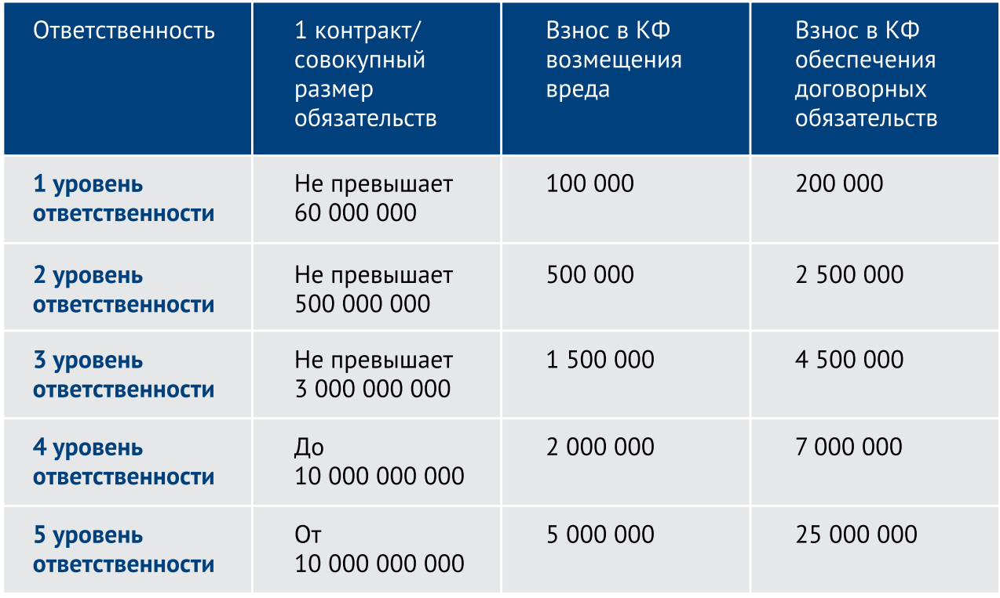 Ответственность
1 контракт/
совокупный
размер
обязательств
Взнос в КФ
возмещения
вреда
Взнос в КФ
обеспечения
договорных
обязательств
1 уровень
ответственности
Не превышает
60 000 000
100 000
200 000
2 уровень
ответственности
Не превышает
500 000 000
500 000
2 500 000
3 уровень
ответственности
Не превышает
3 000 000 000
1 500 000
4 500 000
4 уровень
ответственности
До
10 000 000 000
2 000 000
7 000 000
5 уровень
ответственности
От
10 000 000 000
5 000 000
25 000 000